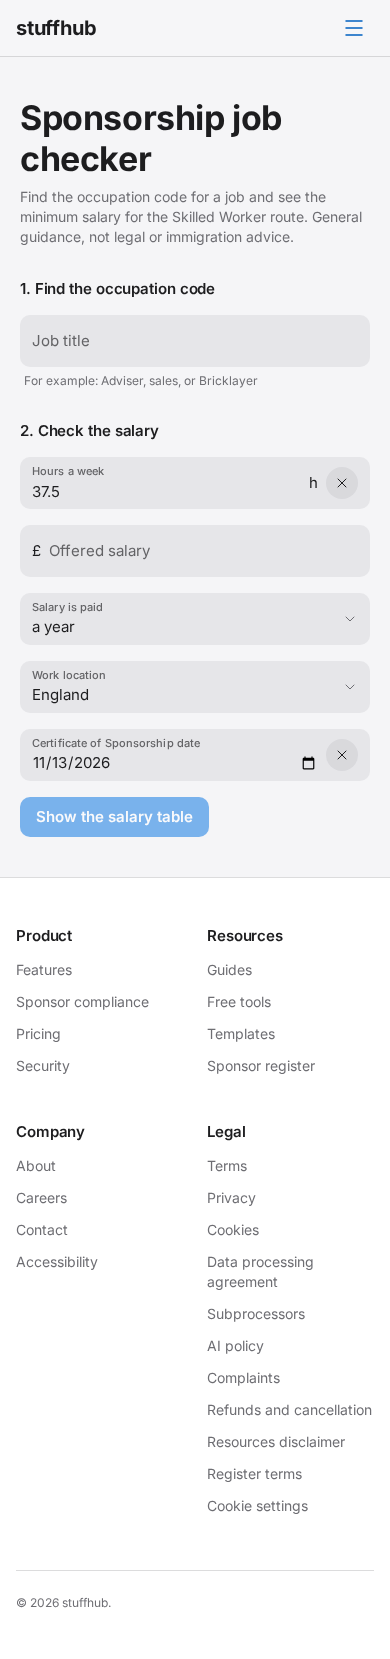 stuffhub
Sponsorship job
checker
Find the occupation code for a job and see the
minimum salary for the Skilled Worker route. General
guidance, not legal or immigration advice.
1. Find the occupation code
Job title
For example: Adviser, sales, or Bricklayer
2. Check the salary
Hours a week
37.5
h
£ Offered salary
Salary is paid
a year
Work location
England
Certificate of Sponsorship date
11/13/2026
Show the salary table
Product
Features
Sponsor compliance
Pricing
Security
Resources
Guides
Free tools
Templates
Sponsor register
Company
About
Careers
Contact
Accessibility
Legal
Terms
Privacy
Cookies
Data processing
agreement
Subprocessors
AI policy
Complaints
Refunds and cancellation
Resources disclaimer
Register terms
Cookie settings
© 2026 stuffhub.